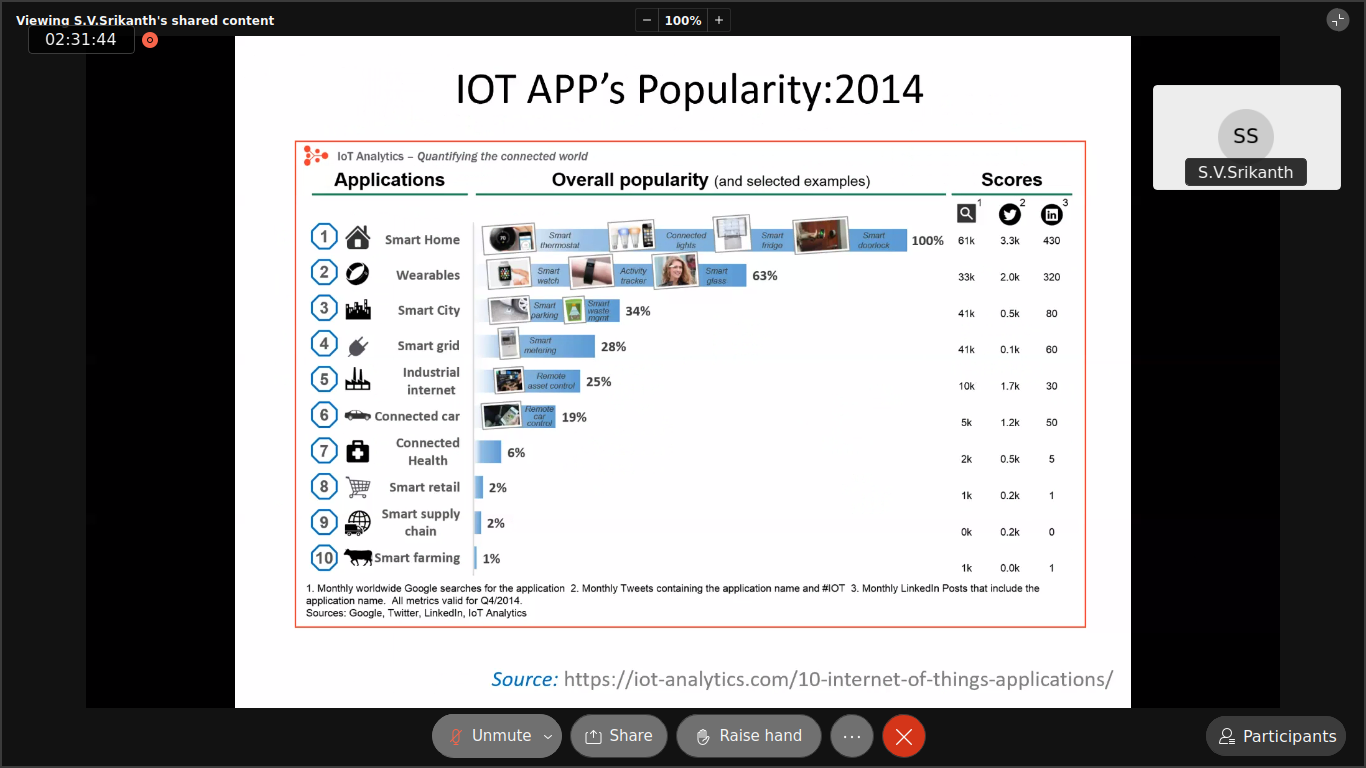 Viewing S.V.Srikanth's shared content
− 100% +
02:31:44
SS
S.V.Srikanth
IOT APP’s Popularity:2014
IoT Analytics – Quantifying the connected world
Applications Overall popularity (and selected examples) Scores
1 2 3
1 Smart Home Smart thermostat Connected lights Smart fridge Smart doorlock 100% 61k 3.3k 430
2 Wearables Smart watch Activity tracker Smart glass 63% 33k 2.0k 320
3 Smart City Smart parking Smart waste mgmt 34% 41k 0.5k 80
4 Smart grid Smart metering 28% 41k 0.1k 60
5 Industrial internet Remote asset control 25% 10k 1.7k 30
6 Connected car Remote car control 19% 5k 1.2k 50
7 Connected Health 6% 2k 0.5k 5
8 Smart retail 2% 1k 0.2k 1
9 Smart supply chain 2% 0k 0.2k 0
10 Smart farming 1% 1k 0.0k 1
1. Monthly worldwide Google searches for the application 2. Monthly Tweets containing the application name and #IOT 3. Monthly LinkedIn Posts that include the
application name. All metrics valid for Q4/2014.
Sources: Google, Twitter, LinkedIn, IoT Analytics
Source: https://iot-analytics.com/10-internet-of-things-applications/
Unmute Share Raise hand ... Participants